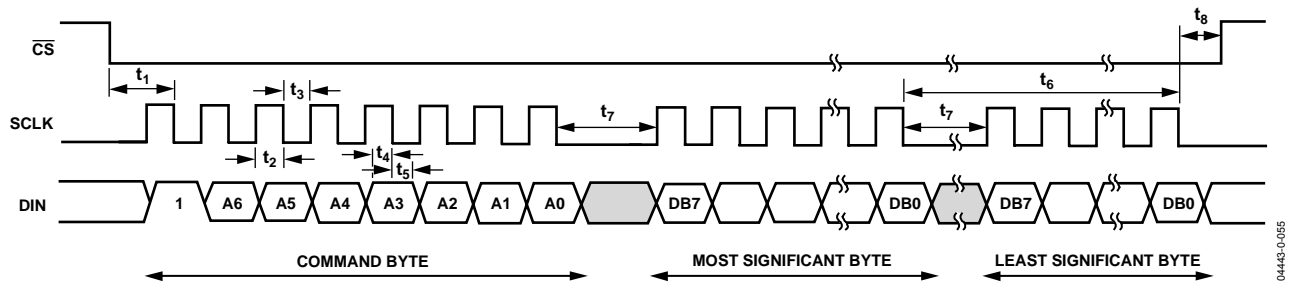 t8
CS
t1
t3
t6
SCLK
t7
t7
t2
t4
t5
DIN
1
A6
A5
A4
A3
A2
A1
A0
DB7
DB0
DB7
DB0
COMMAND BYTE
MOST SIGNIFICANT BYTE
LEAST SIGNIFICANT BYTE
04443-0-055